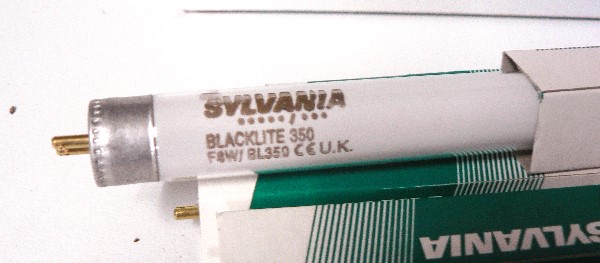 SYLVANIA
BLACKLITE 350
F8W/ BL350 CE U.K.
SYLVANIA